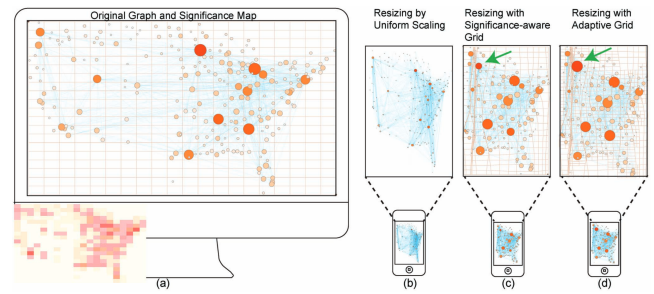 Original Graph and Significance Map
Resizing by
Uniform Scaling
Resizing with
Significance-aware
Grid
Resizing with
Adaptive Grid
(a)
(b)
(c)
(d)